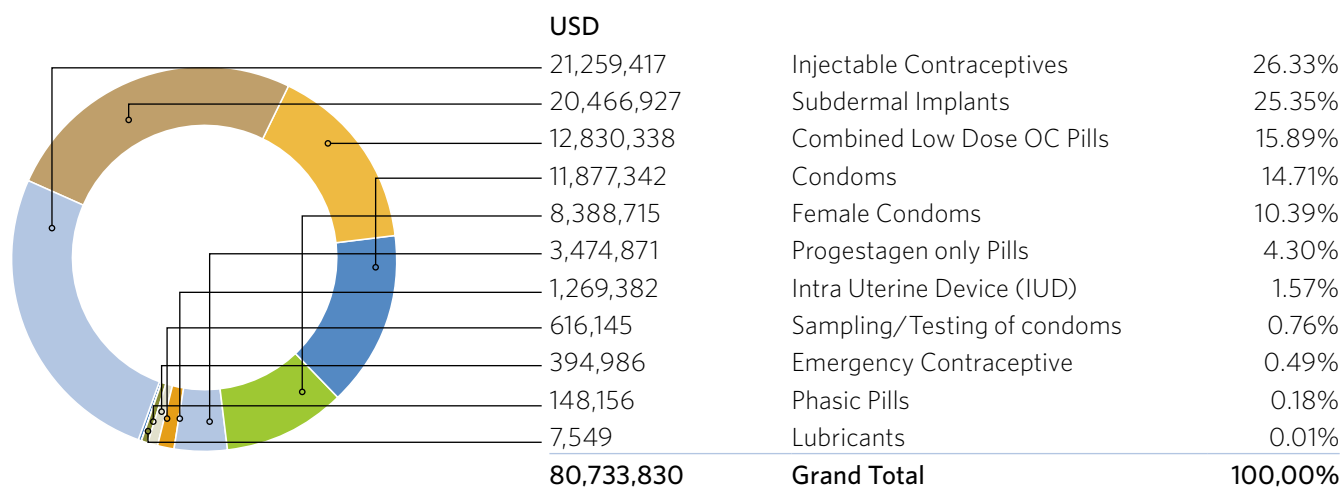 USD
21,259,417 Injectable Contraceptives 26.33%
20,466,927 Subdermal Implants 25.35%
12,830,338 Combined Low Dose OC Pills 15.89%
11,877,342 Condoms 14.71%
8,388,715 Female Condoms 10.39%
3,474,871 Progestagen only Pills 4.30%
1,269,382 Intra Uterine Device (IUD) 1.57%
616,145 Sampling/Testing of condoms 0.76%
394,986 Emergency Contraceptive 0.49%
148,156 Phasic Pills 0.18%
7,549 Lubricants 0.01%
80,733,830 Grand Total 100,00%